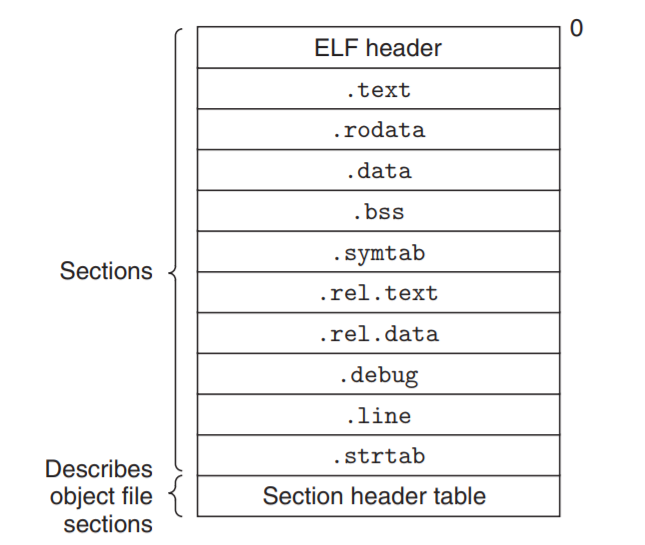 0
ELF header
.text
.rodata
.data
.bss
Sections
.symtab
.rel.text
.rel.data
.debug
.line
.strtab
Describes
object file
sections
Section header table